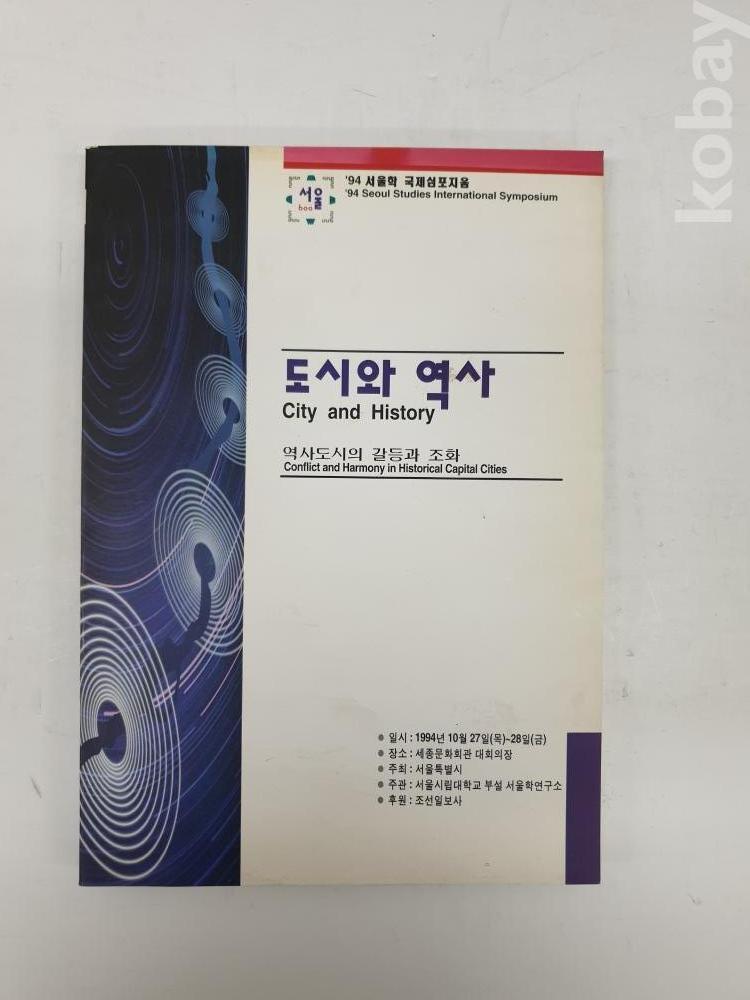 kobay
'94 서울학 국제심포지움
서울
600
'94 Seoul Studies International Symposium
도시와 역사
City and History
역사도시의 갈등과 조화
Conflict and Harmony in Historical Capital Cities
● 일시 : 1994년 10월 27일(목)~28일(금)
● 장소 : 세종문화회관 대회의장
● 주최 : 서울특별시
● 주관 : 서울시립대학교 부설 서울학연구소
● 후원 : 조선일보사